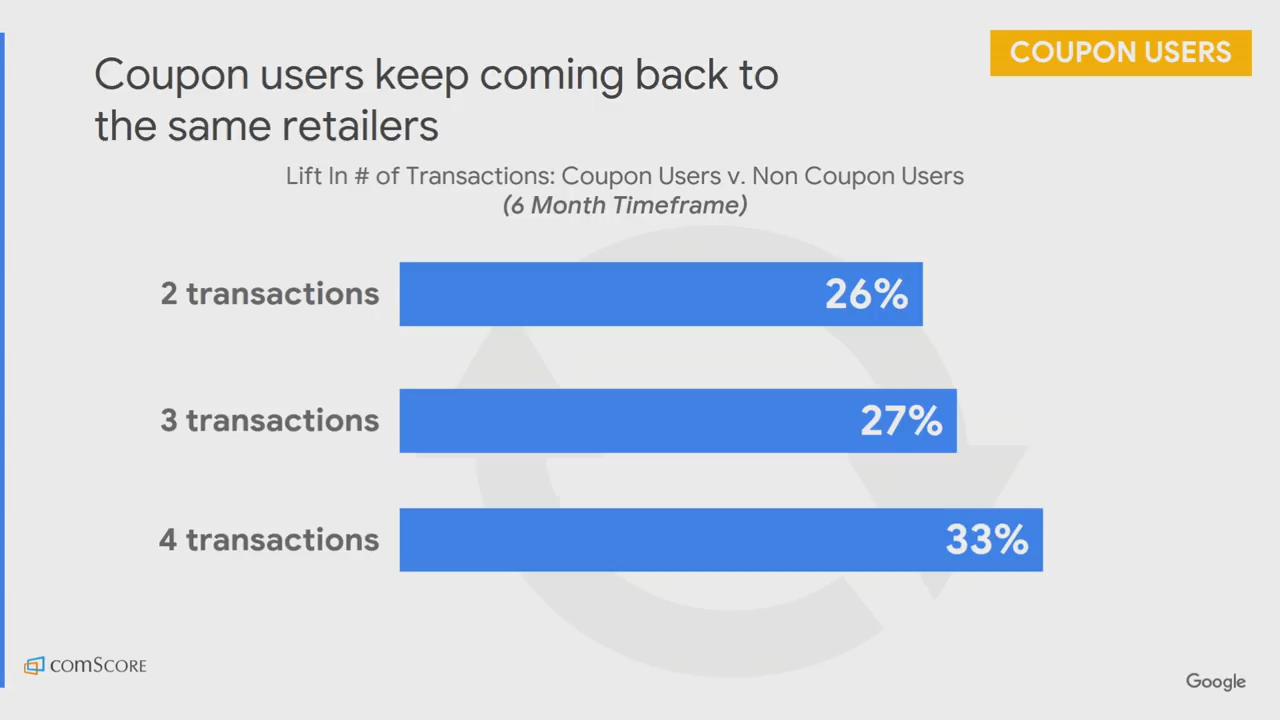 COUPON USERS
Coupon users keep coming back to
the same retailers
Lift In # of Transactions: Coupon Users v. Non Coupon Users
(6 Month Timeframe)
2 transactions
26%
3 transactions
27%
4 transactions
33%
comScore
Google